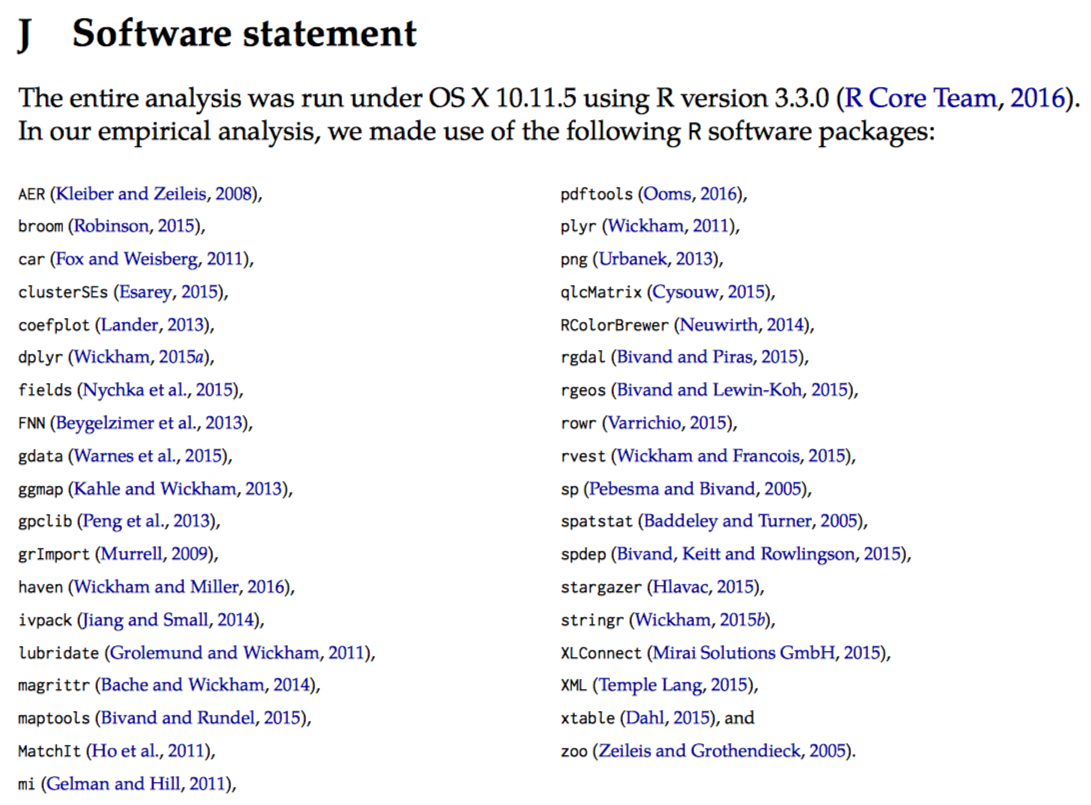 J Software statement
The entire analysis was run under OS X 10.11.5 using R version 3.3.0 (R Core Team, 2016).
In our empirical analysis, we made use of the following R software packages:
AER (Kleiber and Zeileis, 2008),
broom (Robinson, 2015),
car (Fox and Weisberg, 2011),
clusterSEs (Esarey, 2015),
coefplot (Lander, 2013),
dplyr (Wickham, 2015a),
fields (Nychka et al., 2015),
FNN (Beygelzimer et al., 2013),
gdata (Warnes et al., 2015),
ggmap (Kahle and Wickham, 2013),
gpclib (Peng et al., 2013),
grImport (Murrell, 2009),
haven (Wickham and Miller, 2016),
ivpack (Jiang and Small, 2014),
lubridate (Grolemund and Wickham, 2011),
magrittr (Bache and Wickham, 2014),
maptools (Bivand and Rundel, 2015),
MatchIt (Ho et al., 2011),
mi (Gelman and Hill, 2011),
pdftools (Ooms, 2016),
plyr (Wickham, 2011),
png (Urbanek, 2013),
qlcMatrix (Cysouw, 2015),
RColorBrewer (Neuwirth, 2014),
rgdal (Bivand and Piras, 2015),
rgeos (Bivand and Lewin-Koh, 2015),
rowr (Varrichio, 2015),
rvest (Wickham and Francois, 2015),
sp (Pebesma and Bivand, 2005),
spatstat (Baddeley and Turner, 2005),
spdep (Bivand, Keitt and Rowlingson, 2015),
stargazer (Hlavac, 2015),
stringr (Wickham, 2015b),
XLConnect (Mirai Solutions GmbH, 2015),
XML (Temple Lang, 2015),
xtable (Dahl, 2015), and
zoo (Zeileis and Grothendieck, 2005).